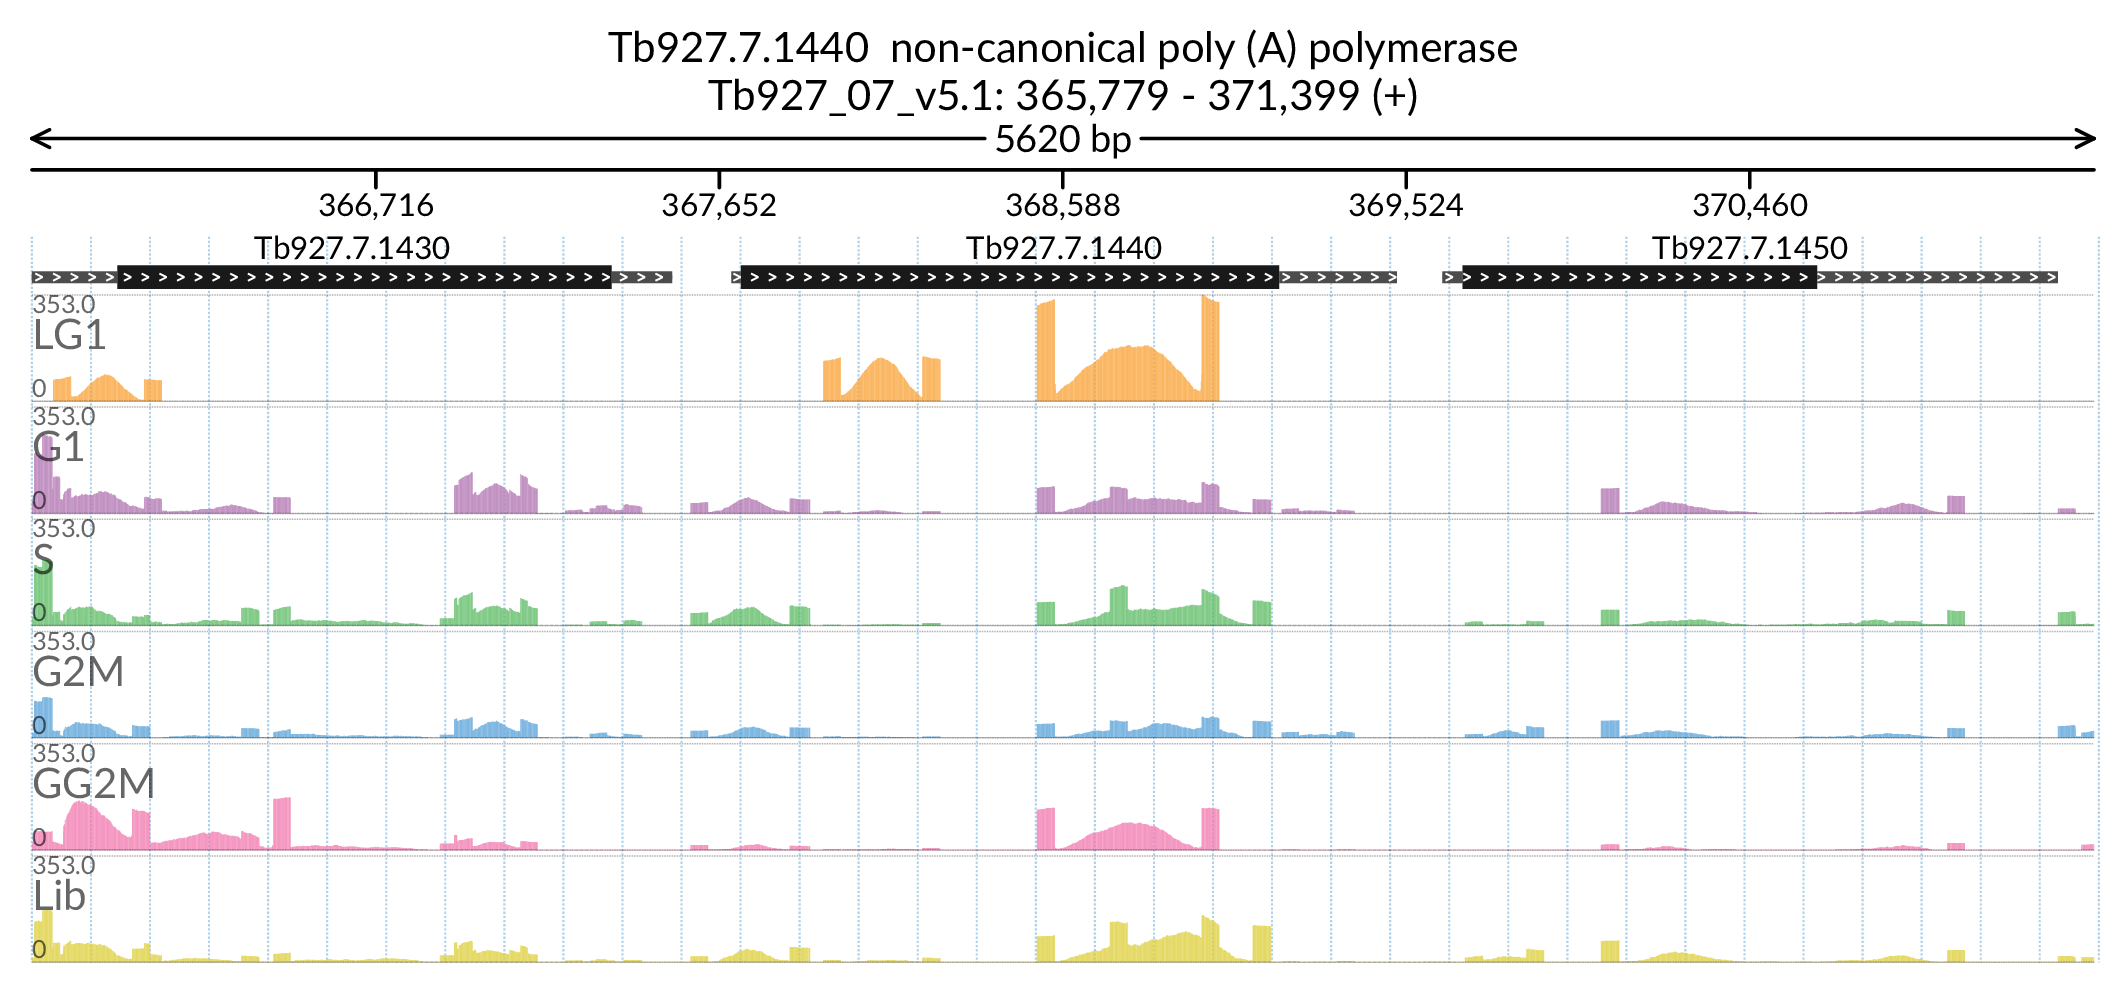 Tb927.7.1440 non-canonical poly (A) polymerase
Tb927_07_v5.1: 365,779 - 371,399 (+)
5620 bp
366,716 367,652 368,588 369,524 370,460
Tb927.7.1430 Tb927.7.1440 Tb927.7.1450
353.0
LG1
0
353.0
G1
0
353.0
S
0
353.0
G2M
0
353.0
GG2M
0
353.0
Lib
0